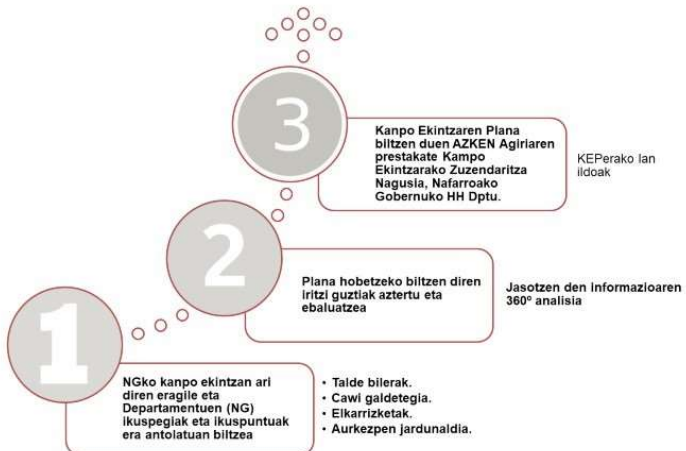 3
Kanpo Ekintzaren Plana
biltzen duen AZKEN Agiriaren
prestakate Kampo
Ekintzarako Zuzendaritza
Nagusia, Nafarroako
Gobernuko HH Dptu.
KEPerako lan
ildoak
2
Plana hobetzeko biltzen diren
iritzi guztiak aztertu eta
ebaluatzea
Jasotzen den informazioaren
360º analisia
1
NGko kanpo ekintzan ari
diren eragile eta
Departamentuen (NG)
ikuspegiak eta ikuspuntuak
era antolatuan biltzea
• Talde bilerak.
• Cawi galdetegia.
• Elkarrizketak.
• Aurkezpen jardunaldia.